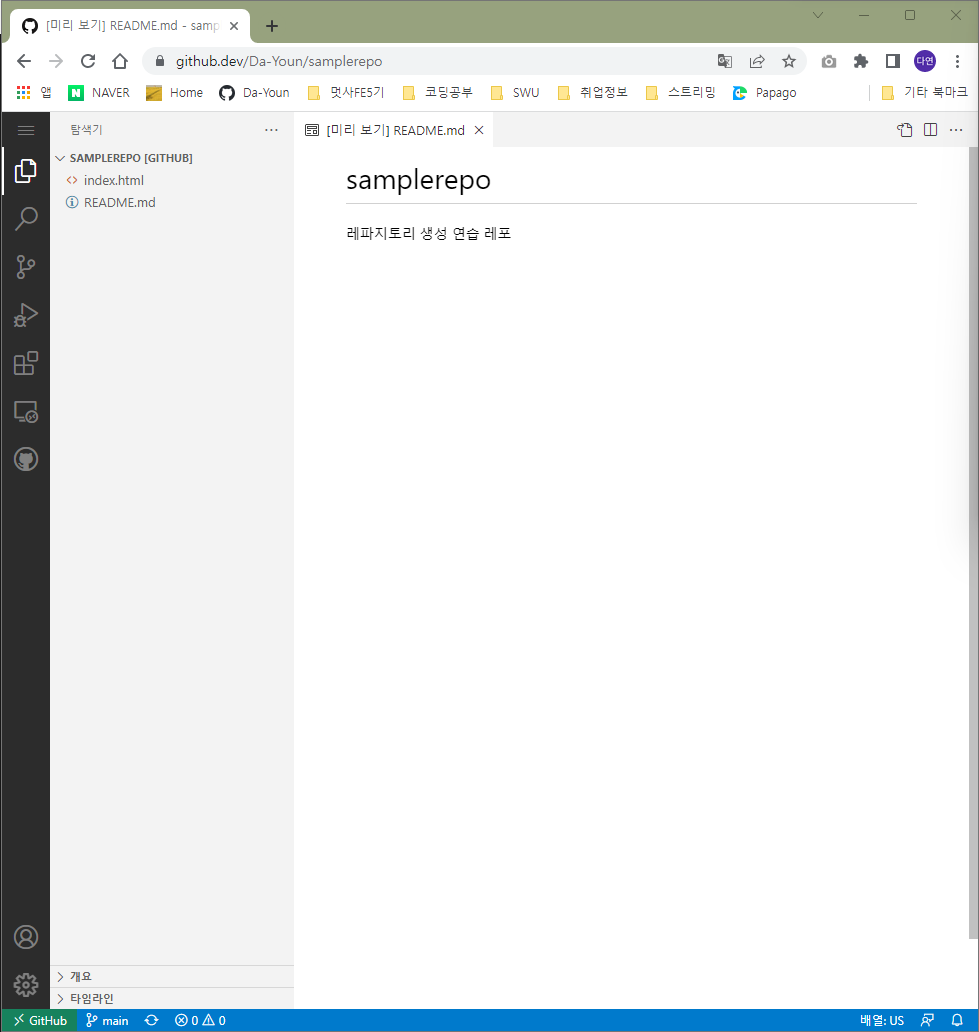 [미리 보기] README.md - samp
github.dev/Da-Youn/samplerepo
다연
앱 NAVER Home Da-Youn 멋사FE5기 코딩공부 SWU 취업정보 스트리밍 Papago 기타 북마크
탐색기
[미리 보기] README.md
SAMPLEREPO [GITHUB]
index.html
README.md
samplerepo
레파지토리 생성 연습 레포
개요
타임라인
GitHub main 0 0 배열: US